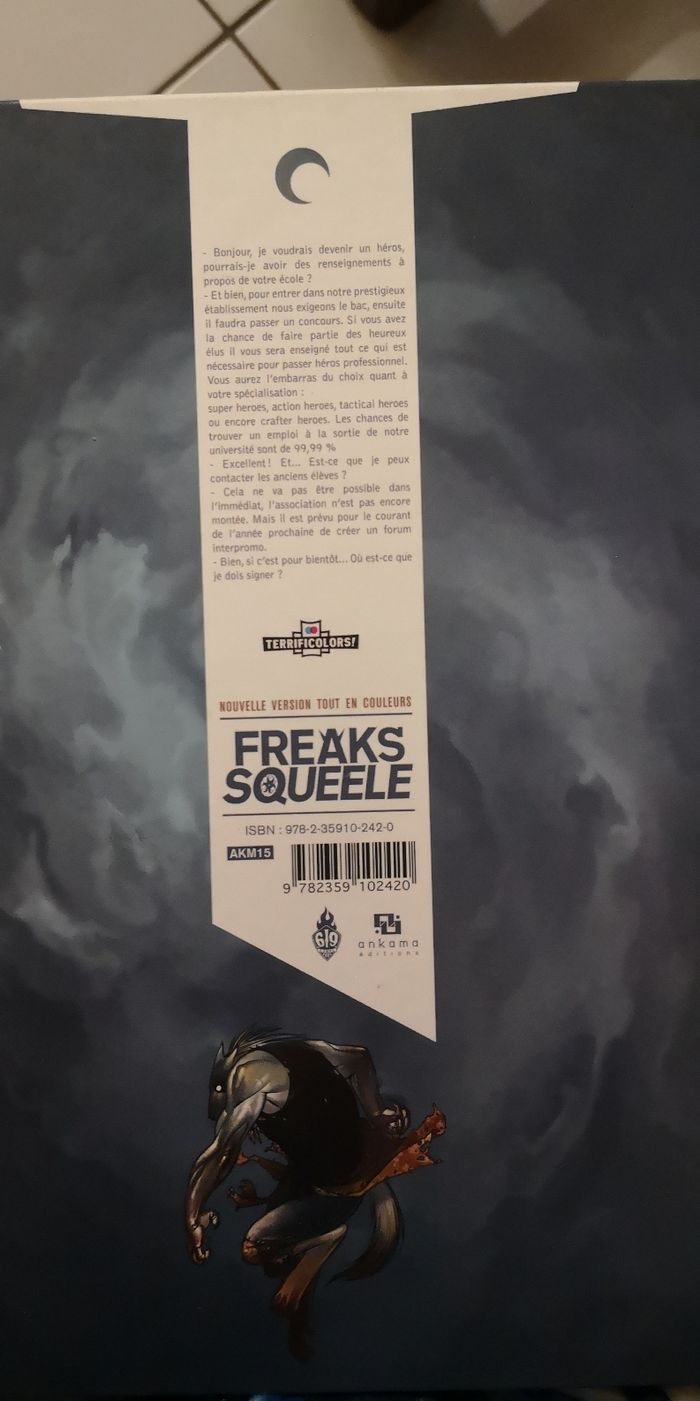 - Bonjour, je voudrais devenir un héros,
pourrais-je avoir des renseignements à
propos de votre école ?
- Et bien, pour entrer dans notre prestigieux
établissement nous exigeons le bac, ensuite
il faudra passer un concours. Si vous avez
la chance de faire partie des heureux
élus il vous sera enseigné tout ce qui est
nécessaire pour passer héros professionnel.
Vous aurez l'embarras du choix quant à
votre spécialisation :
super heroes, action heroes, tactical heroes
ou encore crafter heroes. Les chances de
trouver un emploi à la sortie de notre
université sont de 99,99 %
- Excellent! Et... Est-ce que je peux
contacter les anciens élèves ?
- Cela ne va pas être possible dans
l'immédiat, l'association n'est pas encore
montée. Mais il est prévu pour le courant
de l'année prochaine de créer un forum
interpromo.
- Bien, si c'est pour bientôt... Où est-ce que
je dois signer ?
TERRIFICOLORS!
NOUVELLE VERSION TOUT EN COULEURS
FREAKS
SQUEELE
ISBN : 978-2-35910-242-0
AKM15
9 782359 102420
619
ankama
éditions